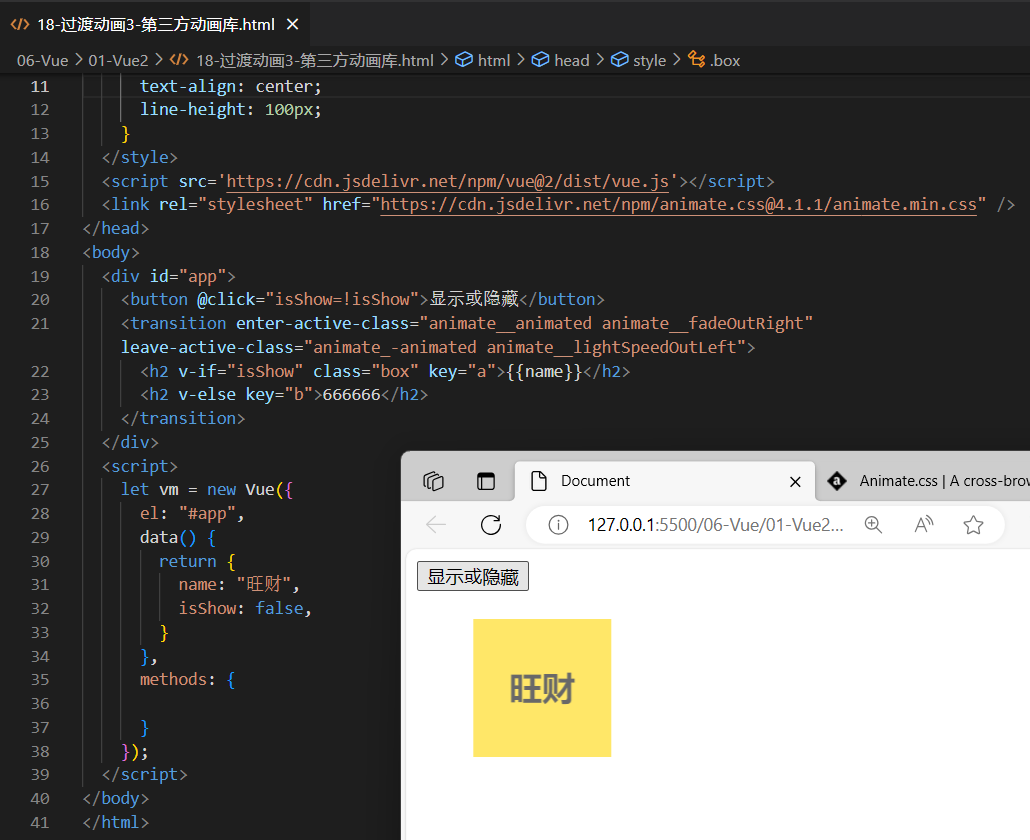 18-过渡动画3-第三方动画库.html
06-Vue > 01-Vue2 > 18-过渡动画3-第三方动画库.html > html > head > style > .box
11 text-align: center;
12 line-height: 100px;
13 }
14 </style>
15 <script src='https://cdn.jsdelivr.net/npm/vue@2/dist/vue.js'></script>
16 <link rel="stylesheet" href="https://cdn.jsdelivr.net/npm/animate.css@4.1.1/animate.min.css" />
17 </head>
18 <body>
19 <div id="app">
20 <button @click="isShow=!isShow">显示或隐藏</button>
21 <transition enter-active-class="animate__animated animate__fadeOutRight"
leave-active-class="animate_-animated animate__lightSpeedOutLeft">
22 <h2 v-if="isShow" class="box" key="a">{{name}}</h2>
23 <h2 v-else key="b">666666</h2>
24 </transition>
25 </div>
26 <script>
27 let vm = new Vue({
28 el: "#app",
29 data() {
30 return {
31 name: "旺财",
32 isShow: false,
33 }
34 },
35 methods: {
36
37 }
38 });
39 </script>
40 </body>
41 </html>
Document
Animate.css | A cross-brow
127.0.0.1:5500/06-Vue/01-Vue2...
显示或隐藏
旺财